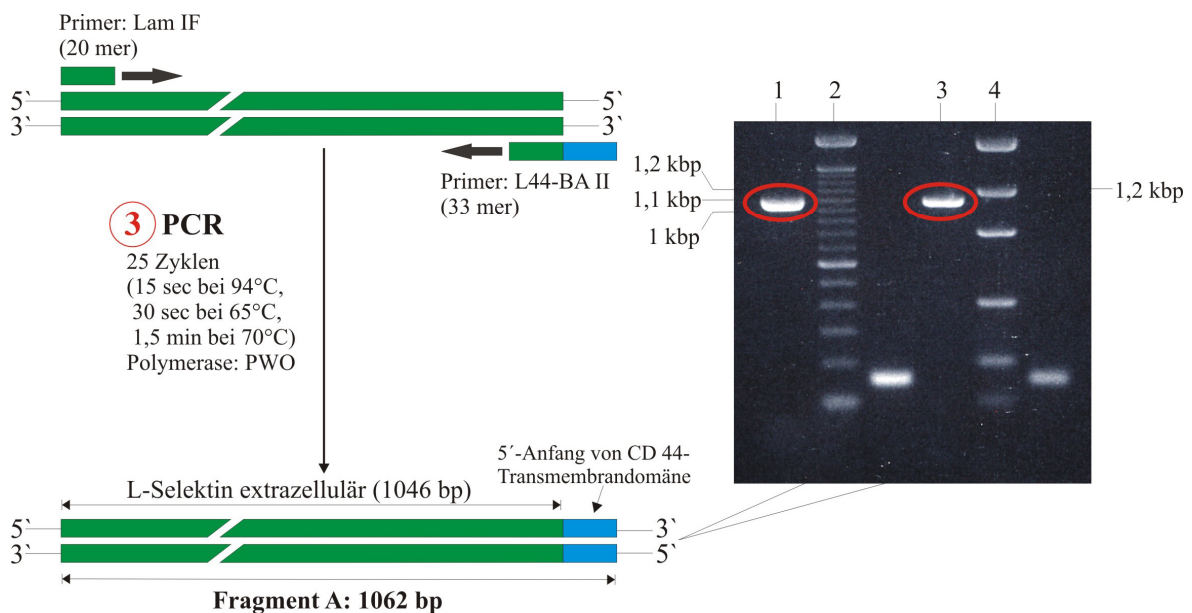 Primer: Lam IF
(20 mer)
5` 5`
3` 3`
Primer: L44-BA II
(33 mer)
3 PCR
25 Zyklen
(15 sec bei 94°C,
30 sec bei 65°C,
1,5 min bei 70°C)
Polymerase: PWO
5´-Anfang von CD 44-
Transmembrandomäne
L-Selektin extrazellulär (1046 bp)
5` 3`
3` 5`
Fragment A: 1062 bp
1 2 3 4
1,2 kbp
1,1 kbp
1 kbp
1,2 kbp